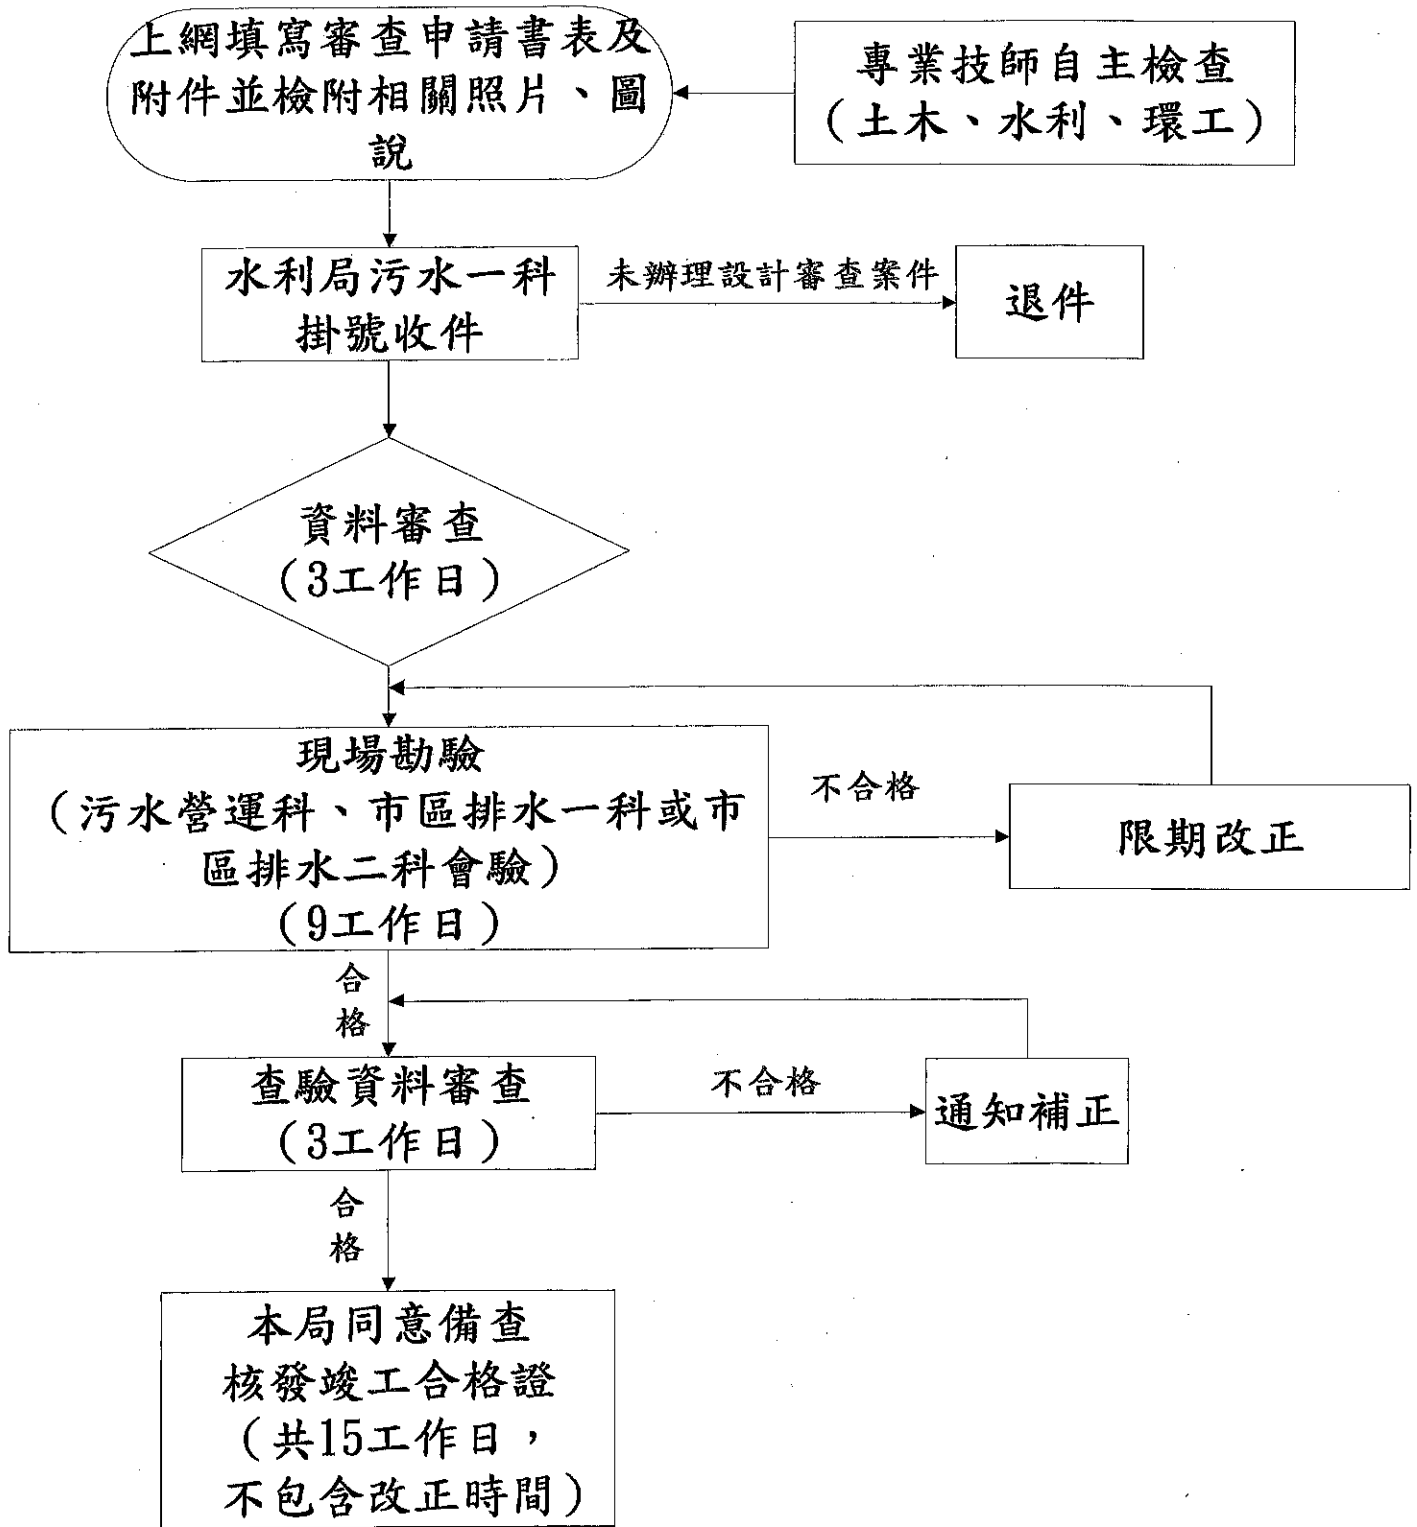 上網填寫審查申請書表及
附件並檢附相關照片、圖
說
專業技師自主檢查
（土木、水利、環工）
水利局污水一科
掛號收件
未辦理設計審查案件
退件
資料審查
（3工作日）
現場勘驗
（污水營運科、市區排水一科或市
區排水二科會驗）
（9工作日）
不合格
限期改正
合
格
查驗資料審查
（3工作日）
不合格
通知補正
合
格
本局同意備查
核發竣工合格證
（共15工作日，
不包含改正時間）